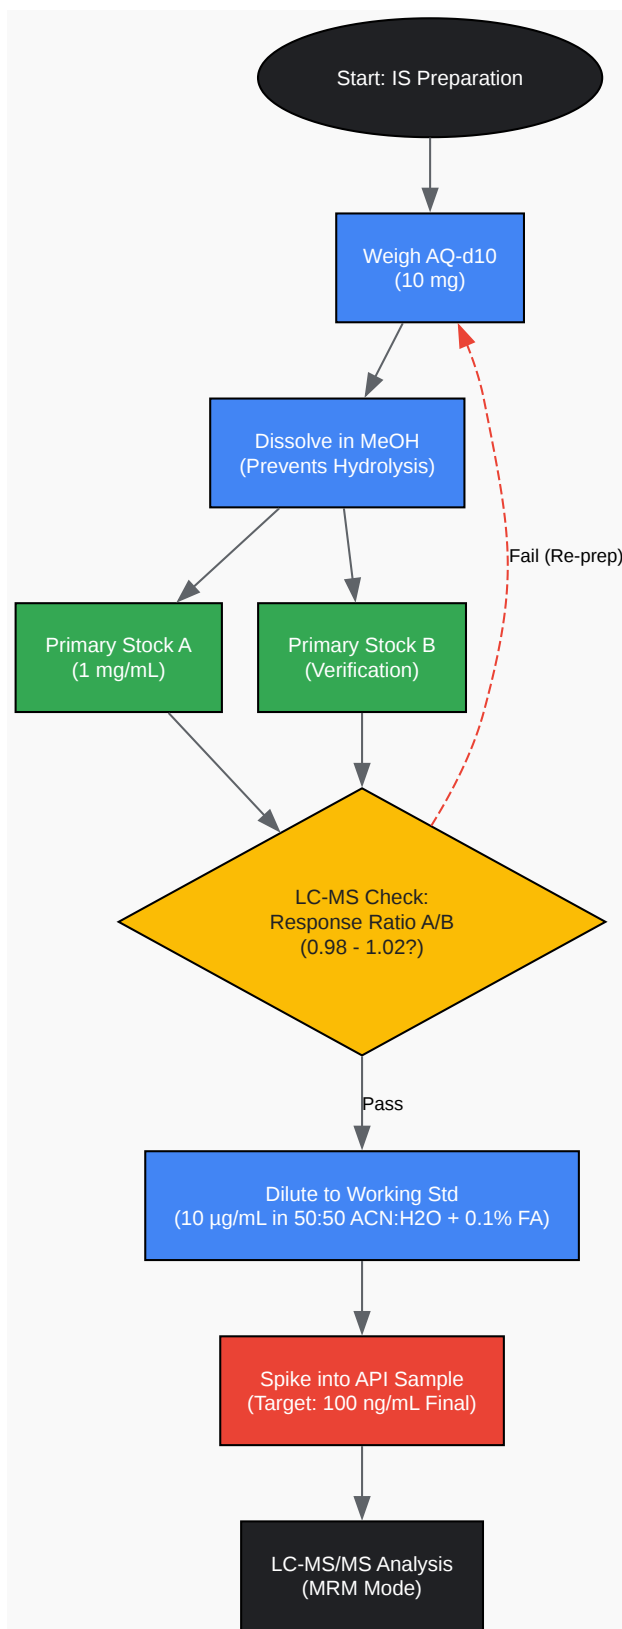 Start: IS Preparation
Weigh AQ-d10
(10 mg)
Dissolve in MeOH
(Prevents Hydrolysis)
Fail (Re-prep)
Primary Stock A
(1 mg/mL)
Primary Stock B
(Verification)
LC-MS Check:
Response Ratio A/B
(0.98 - 1.02?)
Pass
Dilute to Working Std
(10 µg/mL in 50:50 ACN:H2O + 0.1% FA)
Spike into API Sample
(Target: 100 ng/mL Final)
LC-MS/MS Analysis
(MRM Mode)